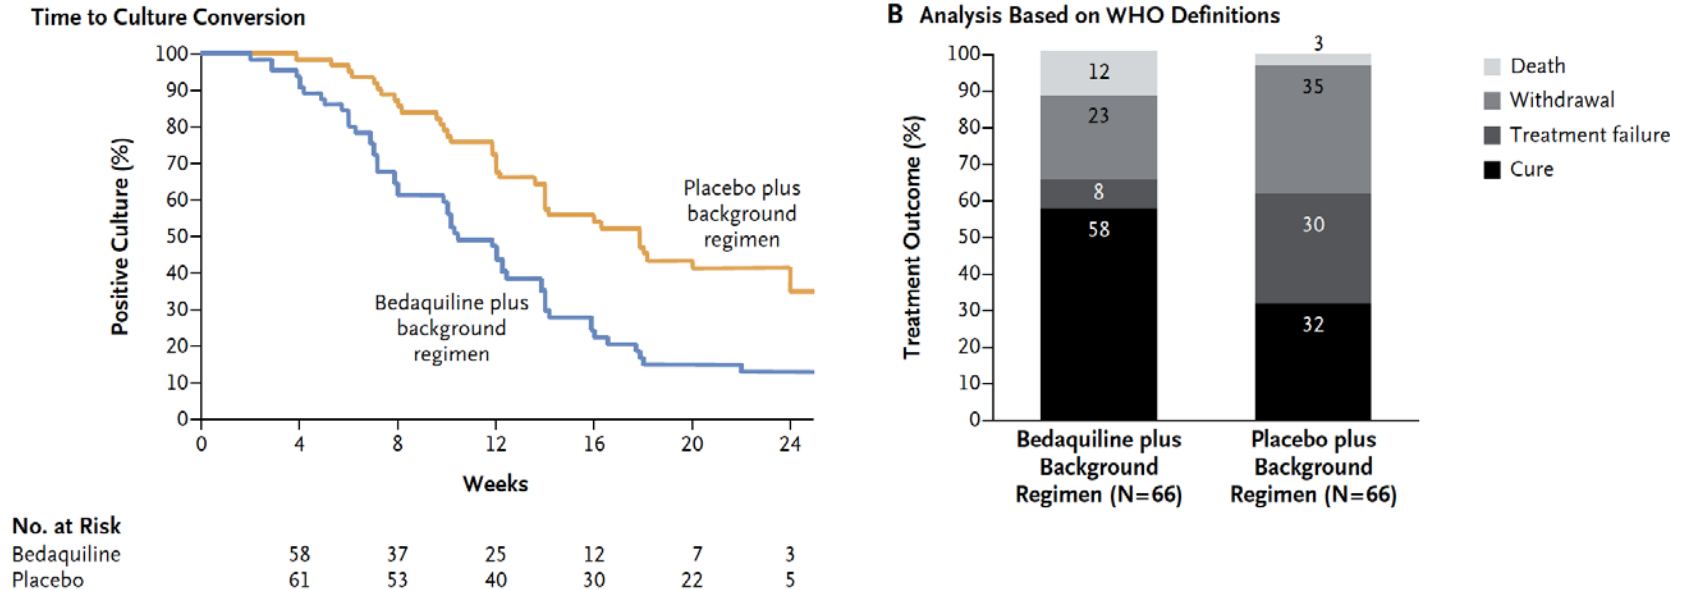 Time to Culture Conversion
Positive Culture (%)
100
90
80
70
60
50
40
30
20
10
0
Placebo plus
background
regimen
Bedaquiline plus
background
regimen
0 4 8 12 16 20 24
Weeks
No. at Risk
Bedaquiline 58 37 25 12 7 3
Placebo 61 53 40 30 22 5
B Analysis Based on WHO Definitions
Treatment Outcome (%)
100
90
80
70
60
50
40
30
20
10
0
12
23
8
58
3
35
30
32
Bedaquiline plus
Background
Regimen (N=66)
Placebo plus
Background
Regimen (N=66)
Death
Withdrawal
Treatment failure
Cure